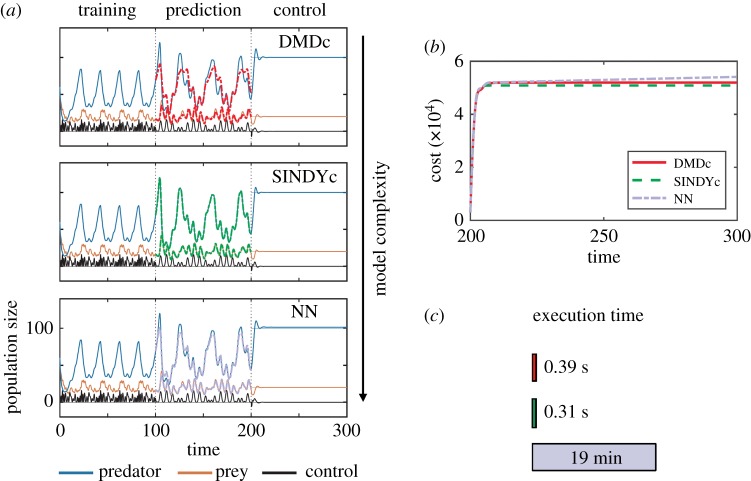 (a)
training prediction control
DMDc
SINDYc
NN
100
0
population size
0 100 200 300
time
predator prey control
model complexity
(b)
6
4
2
0
cost (×10⁴)
DMDc
SINDYc
NN
200 250 300
time
(c)
execution time
0.39 s
0.31 s
19 min